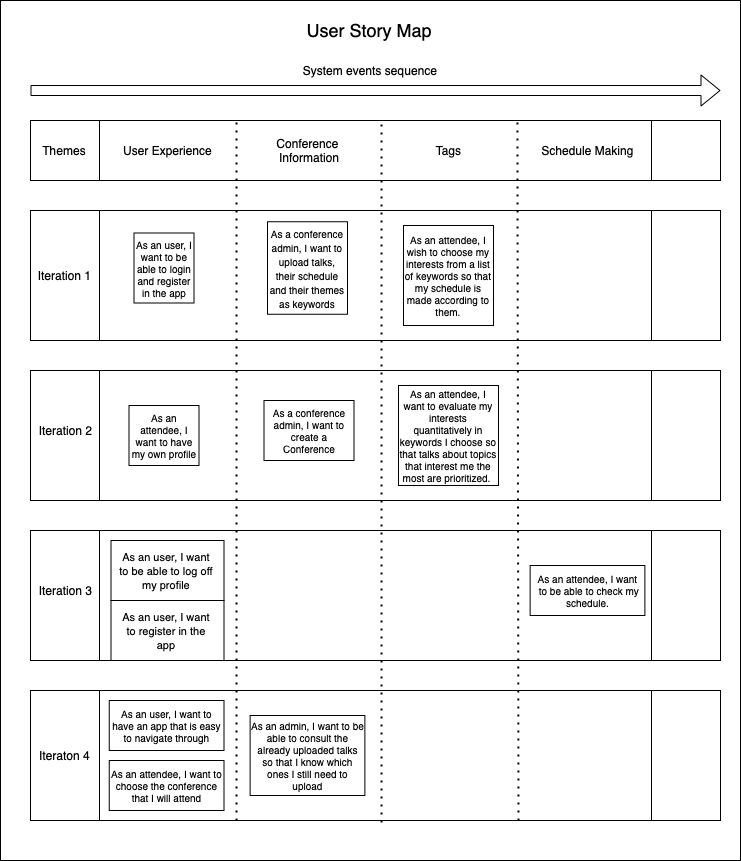 User Story Map
System events sequence
Themes
User Experience
Conference
Information
Tags
Schedule Making
Iteration 1
As an user, I
want to be
able to login
and register
in the app
As a conference
admin, I want to
upload talks,
their schedule
and their themes
as keywords
As an attendee, I
wish to choose my
interests from a list
of keywords so that
my schedule is
made according to
them.
Iteration 2
As an
attendee, I
want to have
my own profile
As a conference
admin, I want to
create a
Conference
As an attendee, I
want to evaluate my
interests
quantitatively in
keywords I choose so
that talks about topics
that interest me the
most are prioritized.
Iteration 3
As an user, I want
to be able to log off
my profile
As an user, I want
to register in the
app
As an attendee, I want
to be able to check my
schedule.
Iteraton 4
As an user, I want to
have an app that is easy
to navigate through
As an attendee, I want to
choose the conference
that I will attend
As an admin, I want to be
able to consult the
already uploaded talks
so that I know which
ones I still need to
upload